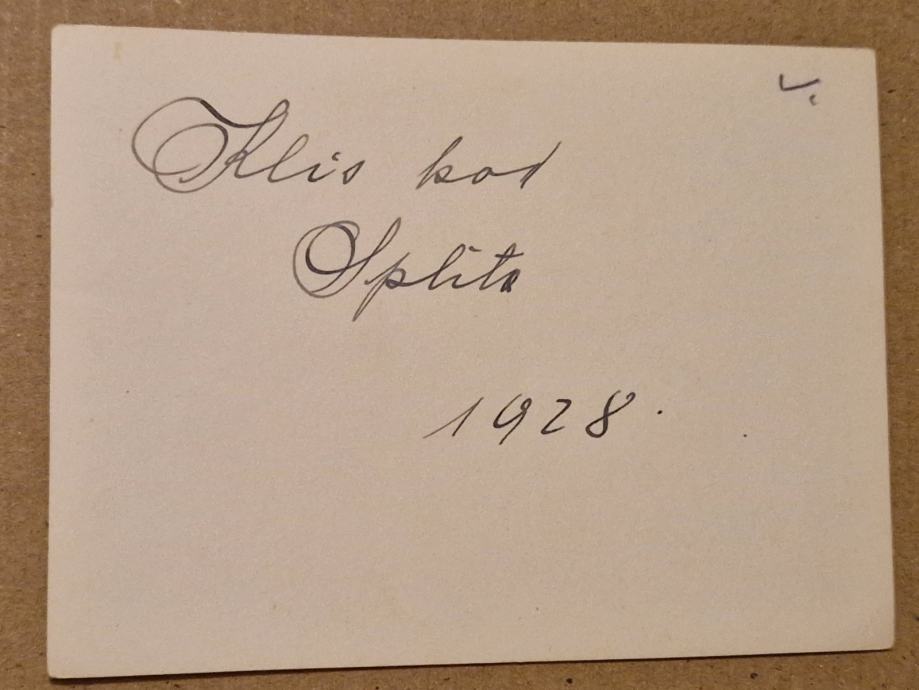 Klis kod
Splita
1928.